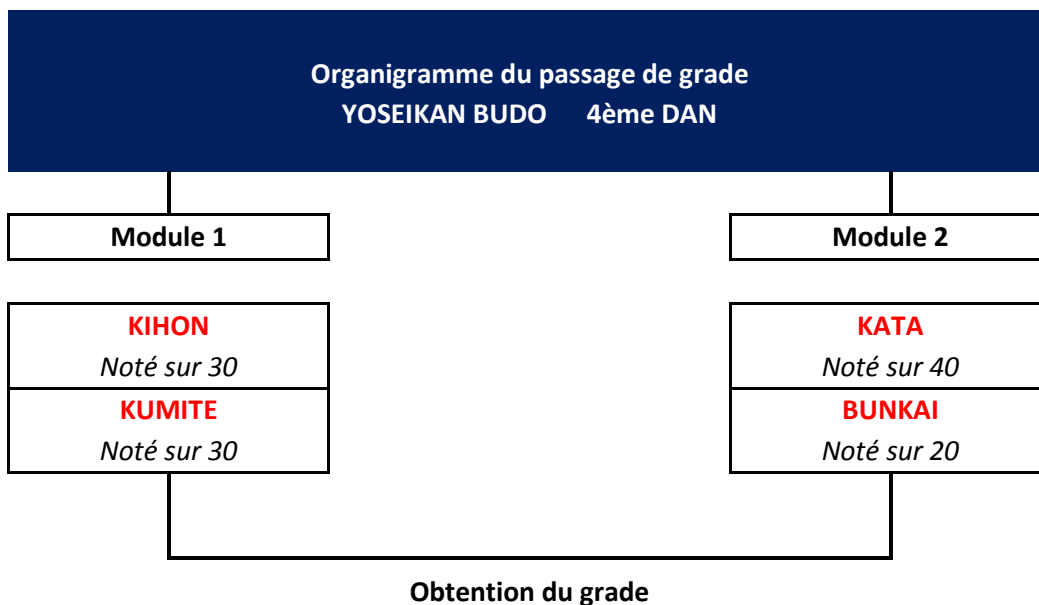 Organigramme du passage de grade
YOSEIKAN BUDO 4ème DAN
Module 1
Module 2
KIHON
Noté sur 30
KUMITE
Noté sur 30
KATA
Noté sur 40
BUNKAI
Noté sur 20
Obtention du grade